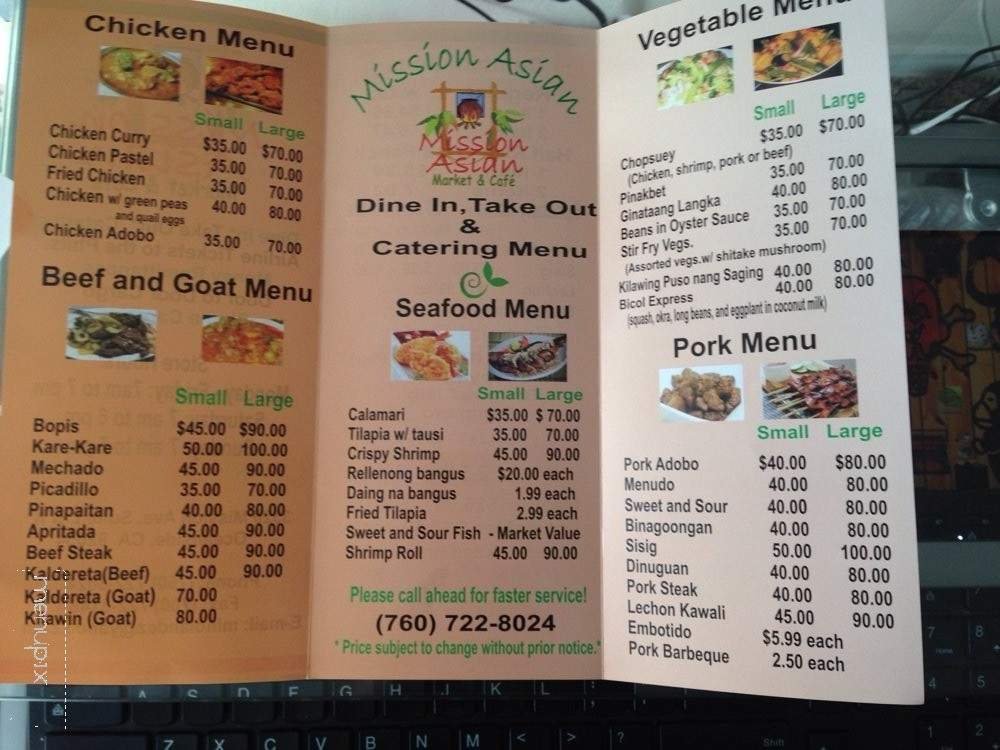 Chicken Menu
Small Large
Chicken Curry $35.00 $70.00
Chicken Pastel 35.00 70.00
Fried Chicken 35.00 70.00
Chicken w/ green peas 40.00 80.00
and quail eggs
Chicken Adobo 35.00 70.00
Beef and Goat Menu
Small Large
Bopis $45.00 $90.00
Kare-Kare 50.00 100.00
Mechado 45.00 90.00
Picadillo 35.00 70.00
Pinapaitan 40.00 80.00
Apritada 45.00 90.00
Beef Steak 45.00 90.00
Kaldereta(Beef) 45.00 90.00
Kaldereta (Goat) 70.00
Kilawin (Goat) 80.00
Mission Asian
Mission
Asian
Market & Café
Dine In,Take Out
&
Catering Menu
Seafood Menu
Small Large
Calamari $35.00 $ 70.00
Tilapia w/ tausi 35.00 70.00
Crispy Shrimp 45.00 90.00
Rellenong bangus $20.00 each
Daing na bangus 1.99 each
Fried Tilapia 2.99 each
Sweet and Sour Fish - Market Value
Shrimp Roll 45.00 90.00
Please call ahead for faster service!
(760) 722-8024
* Price subject to change without prior notice.*
Vegetable Menu
Small Large
Chopsuey $35.00 $70.00
(Chicken, shrimp, pork or beef)
Pinakbet 35.00 70.00
Ginataang Langka 40.00 80.00
Beans in Oyster Sauce 35.00 70.00
Stir Fry Vegs. 35.00 70.00
(Assorted vegs.w/ shitake mushroom)
Kilawing Puso nang Saging 40.00 80.00
Bicol Express 40.00 80.00
(squash, okra, long beans, and eggplant in coconut milk)
Pork Menu
Small Large
Pork Adobo $40.00 $80.00
Menudo 40.00 80.00
Sweet and Sour 40.00 80.00
Binagoongan 40.00 80.00
Sisig 50.00 100.00
Dinuguan 40.00 80.00
Pork Steak 40.00 80.00
Lechon Kawali 45.00 90.00
Embotido $5.99 each
Pork Barbeque 2.50 each
menupix
A S D F G H J K L ; '
Z X C V B N M < > ?
7 8
4 5
1 2
Home
Shift